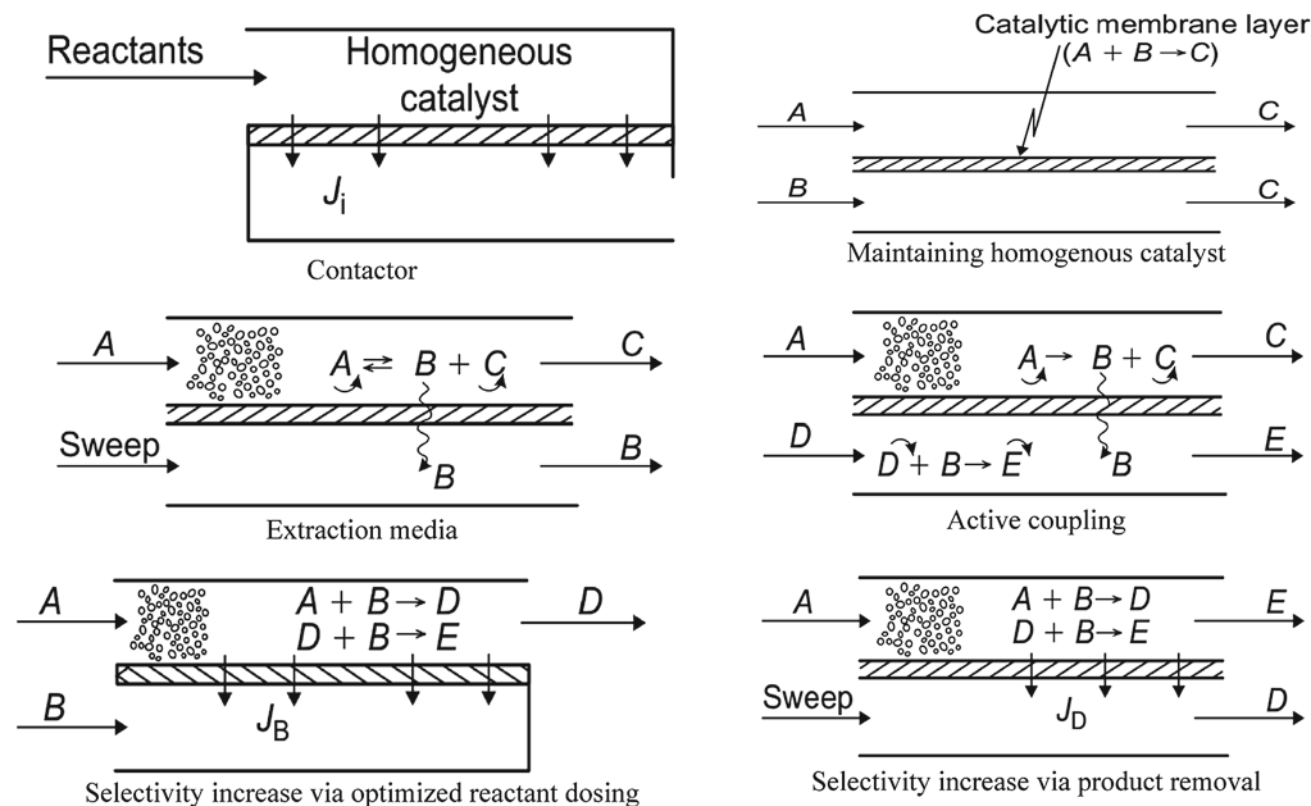 Reactants
Homogeneous
catalyst
J_i
Contactor
Catalytic membrane layer
(A + B → C)
A
C
B
C
Maintaining homogenous catalyst
A
A ⇌ B + C
C
Sweep
B
B
Extraction media
A
A → B + C
C
D
D + B → E
B
E
Active coupling
A
A + B → D
D + B → E
D
B
J_B
Selectivity increase via optimized reactant dosing
A
A + B → D
D + B → E
E
Sweep
J_D
D
Selectivity increase via product removal